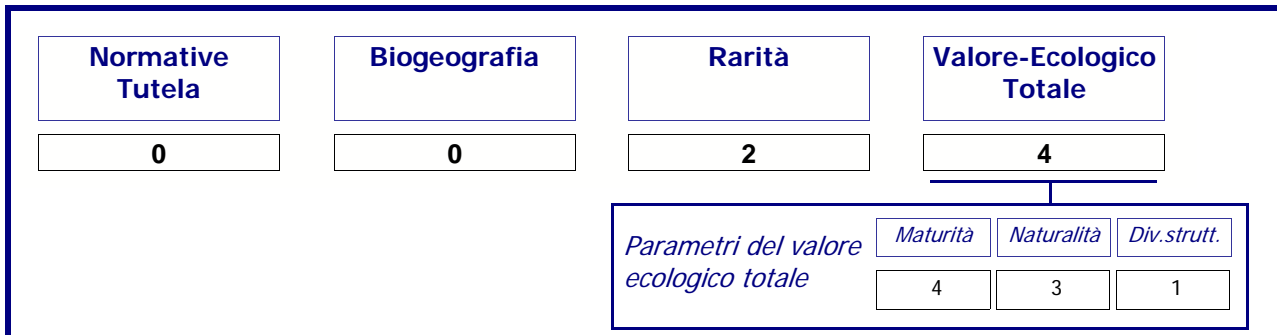 Normative Tutela
Biogeografia
Rarità
Valore-Ecologico Totale
0
0
2
4
Parametri del valore ecologico totale
Maturità
Naturalità
Div.strutt.
4
3
1